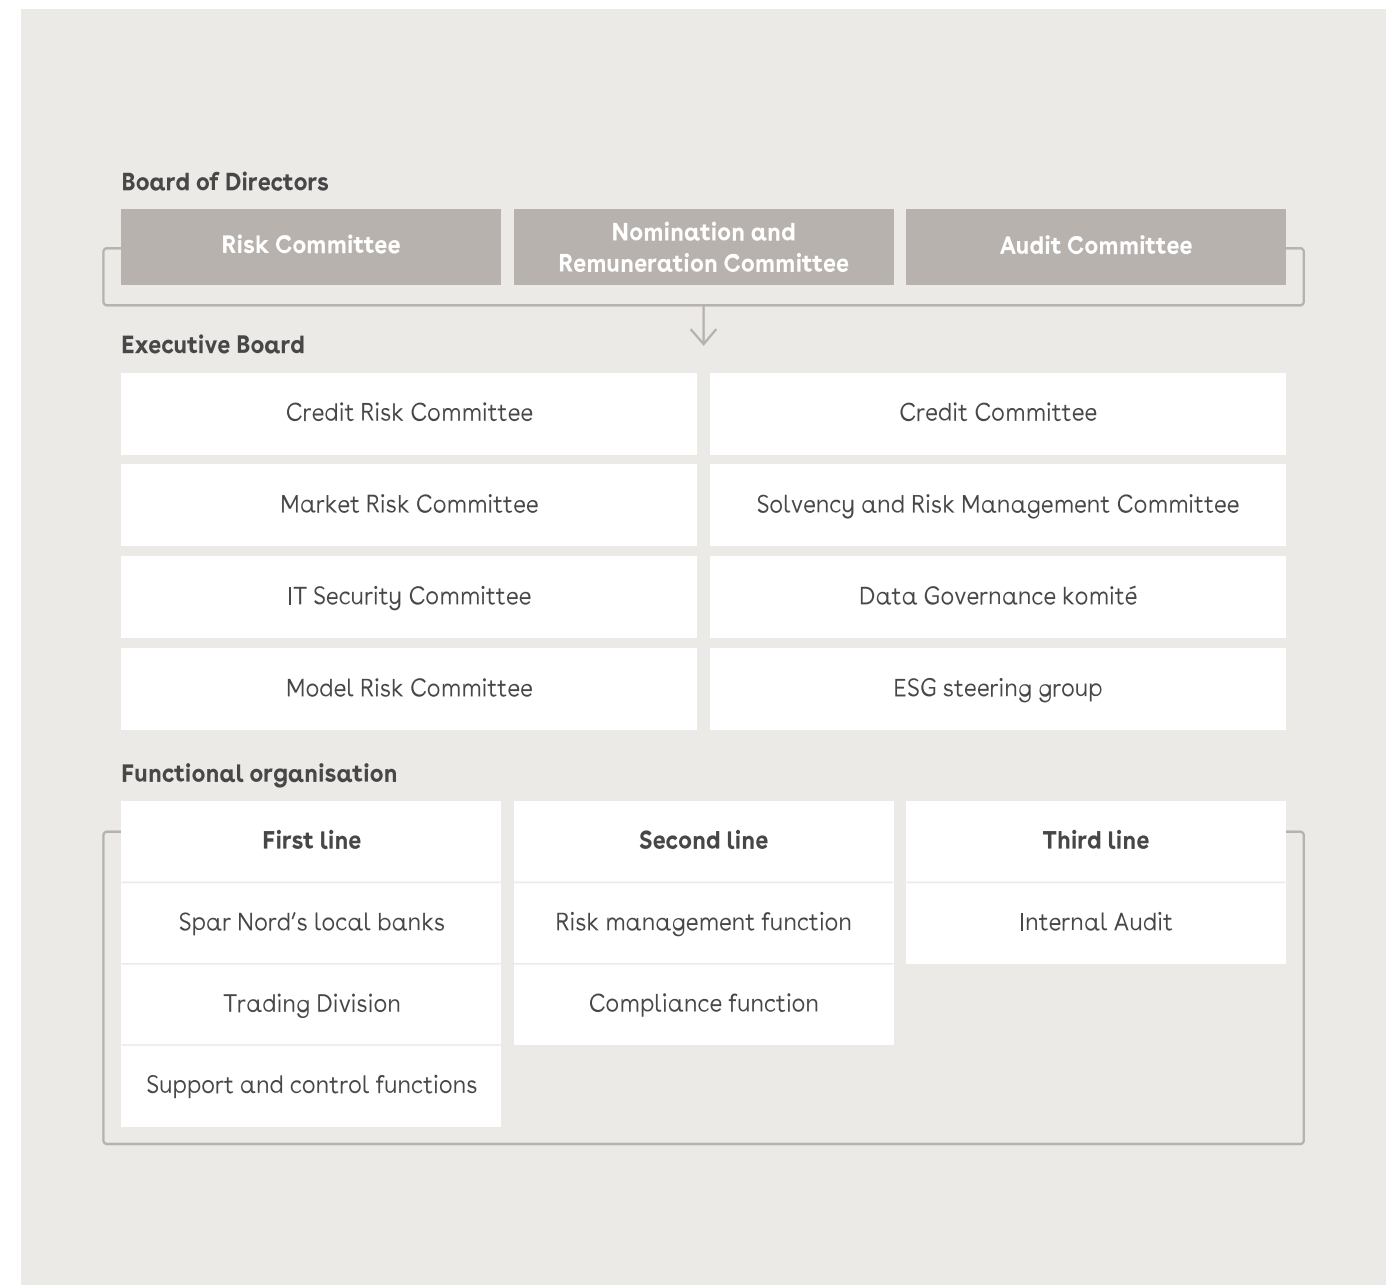 Board of Directors
Risk Committee
Nomination and
Remuneration Committee
Audit Committee
Executive Board
Credit Risk Committee
Credit Committee
Market Risk Committee
Solvency and Risk Management Committee
IT Security Committee
Data Governance komité
Model Risk Committee
ESG steering group
Functional organisation
First line
Second line
Third line
Spar Nord’s local banks
Risk management function
Internal Audit
Trading Division
Compliance function
Support and control functions